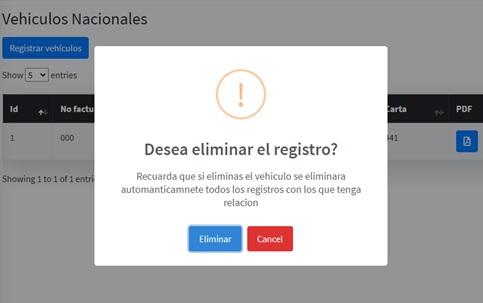 Vehiculos Nacionales
Registrar vehículos
Show 5 entries
Id No factu Carta PDF
1 000 441
Showing 1 to 1 of 1 entri
!
Desea eliminar el registro?
Recuarda que si eliminas el vehiculo se eliminara
automanticamnete todos los registros con los que tenga
relacion
Eliminar Cancel